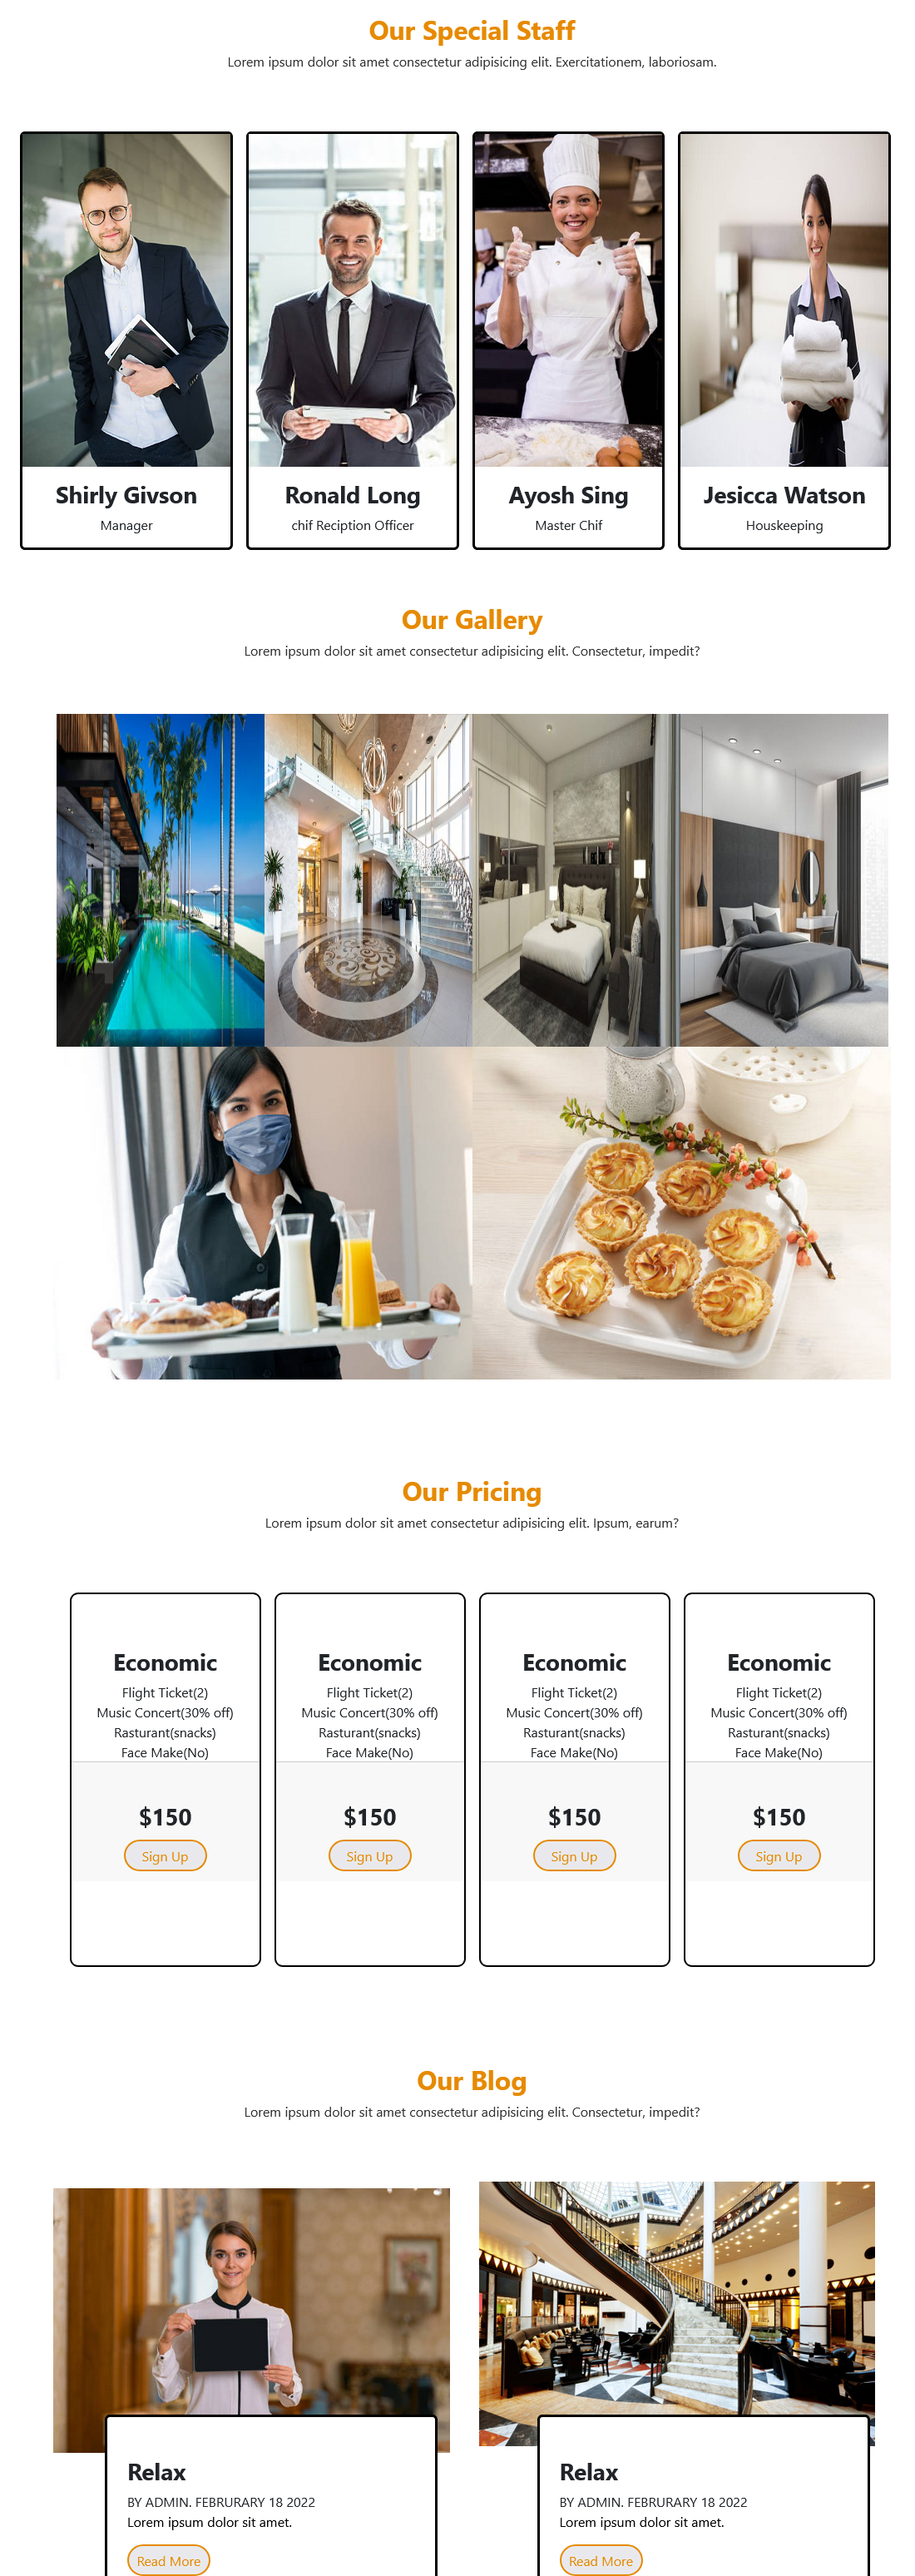 Our Special Staff
Lorem ipsum dolor sit amet consectetur adipisicing elit. Exercitationem, laboriosam.
Shirly Givson
Manager
Ronald Long
chif Reciption Officer
Ayosh Sing
Master Chif
Jesicca Watson
Houskeeping
Our Gallery
Lorem ipsum dolor sit amet consectetur adipisicing elit. Consectetur, impedit?
Our Pricing
Lorem ipsum dolor sit amet consectetur adipisicing elit. Ipsum, earum?
Economic
Flight Ticket(2)
Music Concert(30% off)
Rasturant(snacks)
Face Make(No)
$150
Sign Up
Economic
Flight Ticket(2)
Music Concert(30% off)
Rasturant(snacks)
Face Make(No)
$150
Sign Up
Economic
Flight Ticket(2)
Music Concert(30% off)
Rasturant(snacks)
Face Make(No)
$150
Sign Up
Economic
Flight Ticket(2)
Music Concert(30% off)
Rasturant(snacks)
Face Make(No)
$150
Sign Up
Our Blog
Lorem ipsum dolor sit amet consectetur adipisicing elit. Consectetur, impedit?
Relax
BY ADMIN. FEBRURARY 18 2022
Lorem ipsum dolor sit amet.
Read More
Relax
BY ADMIN. FEBRURARY 18 2022
Lorem ipsum dolor sit amet.
Read More